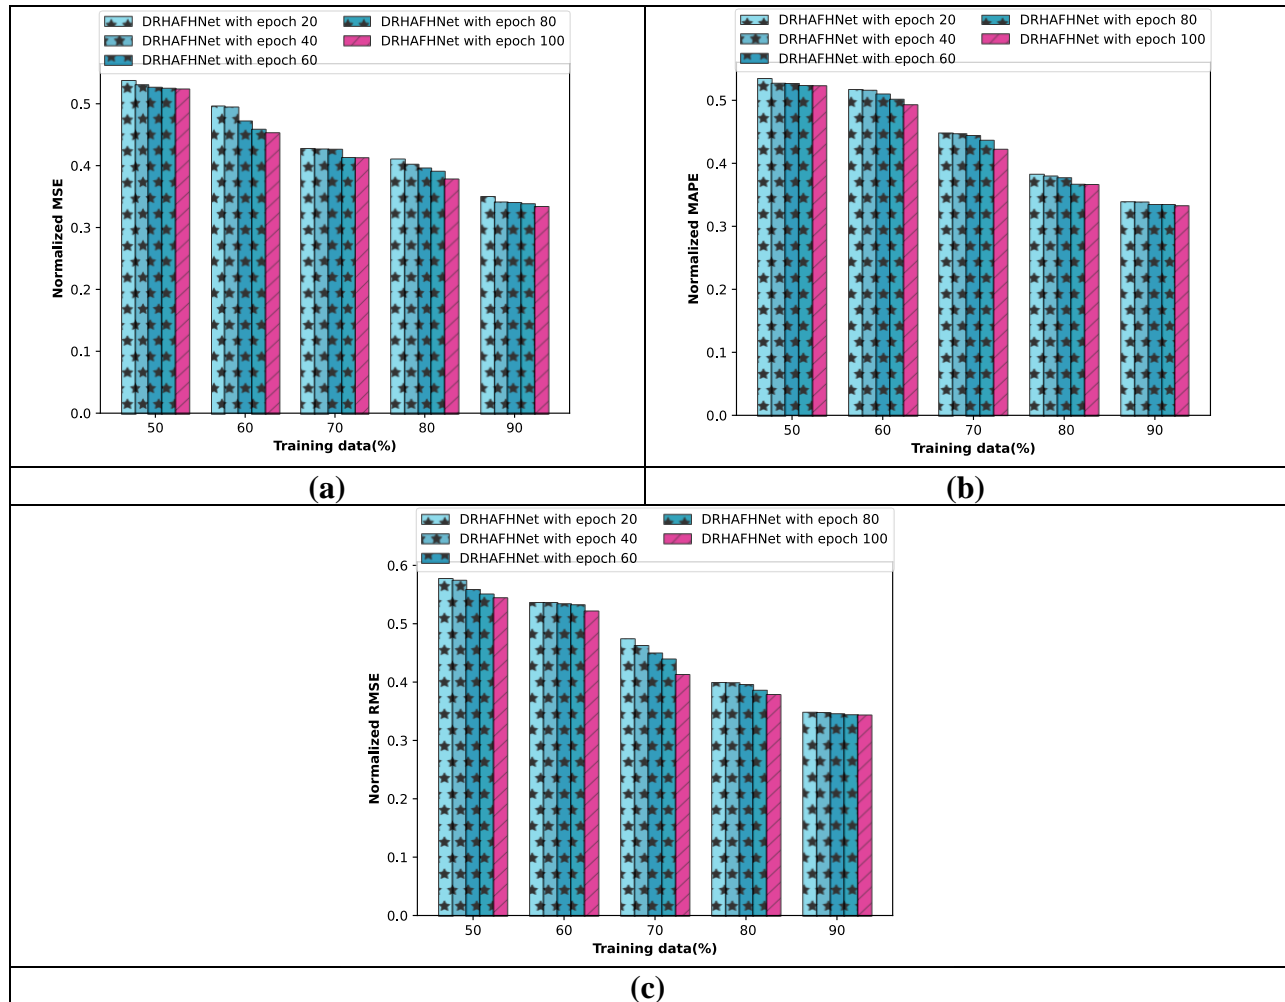 DRHAFHNet with epoch 20
DRHAFHNet with epoch 40
DRHAFHNet with epoch 60
DRHAFHNet with epoch 80
DRHAFHNet with epoch 100
Normalized MSE
0.5
0.4
0.3
0.2
0.1
0.0
50 60 70 80 90
Training data(%)
(a)
DRHAFHNet with epoch 20
DRHAFHNet with epoch 40
DRHAFHNet with epoch 60
DRHAFHNet with epoch 80
DRHAFHNet with epoch 100
Normalized MAPE
0.5
0.4
0.3
0.2
0.1
0.0
50 60 70 80 90
Training data(%)
(b)
DRHAFHNet with epoch 20
DRHAFHNet with epoch 40
DRHAFHNet with epoch 60
DRHAFHNet with epoch 80
DRHAFHNet with epoch 100
Normalized RMSE
0.6
0.5
0.4
0.3
0.2
0.1
0.0
50 60 70 80 90
Training data(%)
(c)